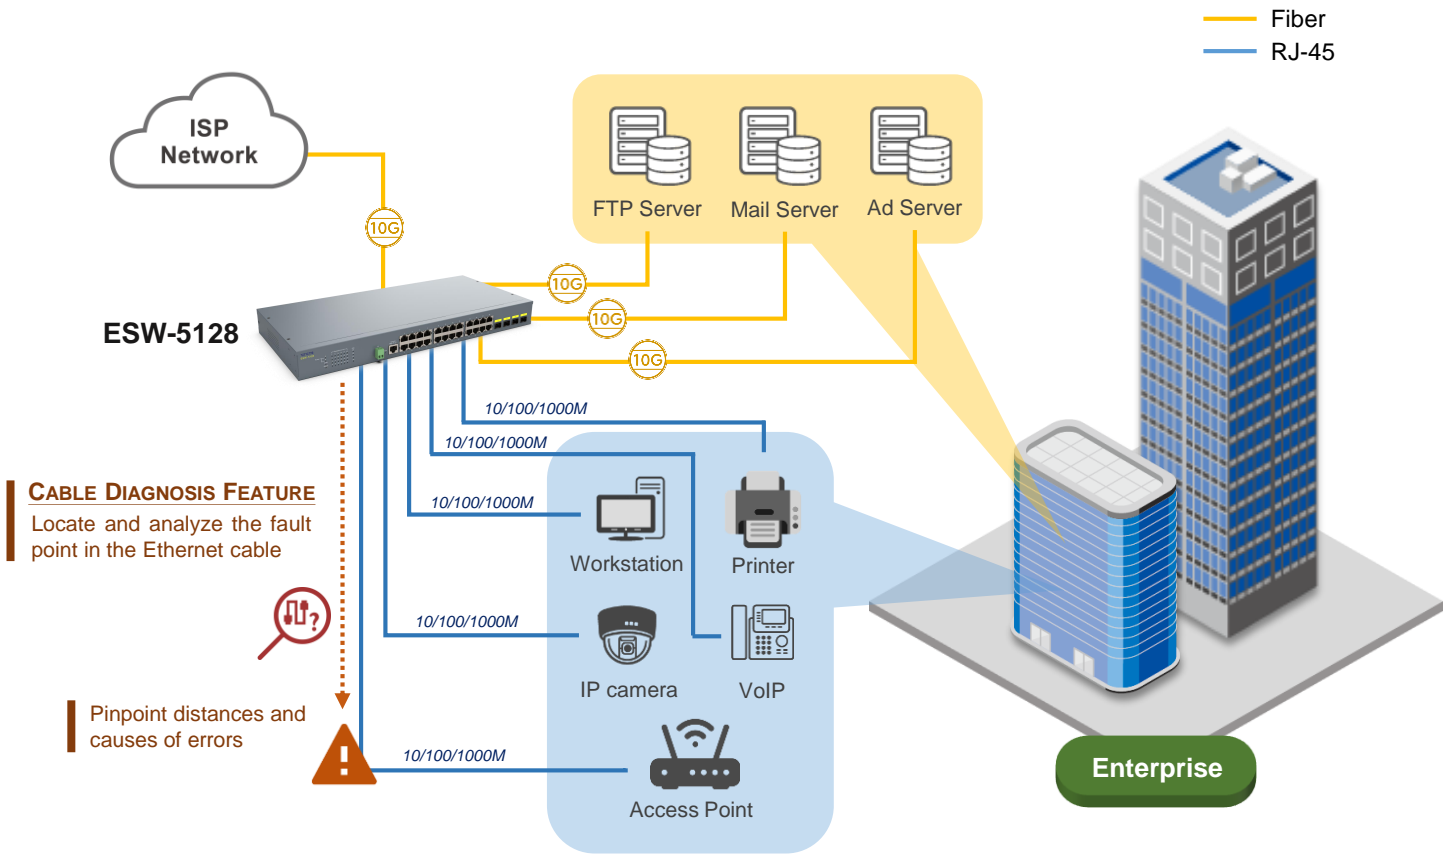 Fiber
RJ-45
ISP
Network
FTP Server
Mail Server
Ad Server
10G
10G
10G
10G
ESW-5128
10/100/1000M
10/100/1000M
10/100/1000M
10/100/1000M
10/100/1000M
CABLE DIAGNOSIS FEATURE
Locate and analyze the fault
point in the Ethernet cable
?
Workstation
Printer
IP camera
VoIP
Pinpoint distances and
causes of errors
!
Access Point
Enterprise